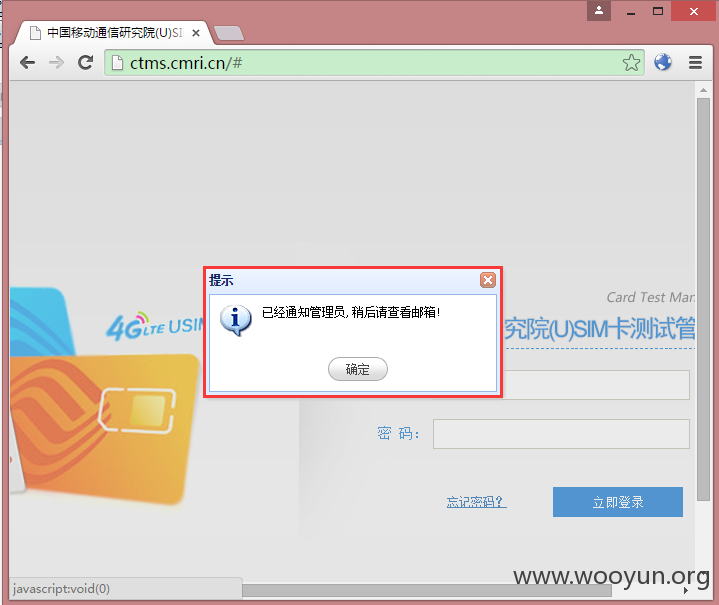 中国移动通信研究院(U)SI
ctms.cmri.cn/#
Card Test Mar
4G LTE USIM
究院(U)SIM卡测试管
提示
已经通知管理员,稍后请查看邮箱!
确定
密 码:
忘记密码?
立即登录
javascript:void(0)
www.wooyun.org